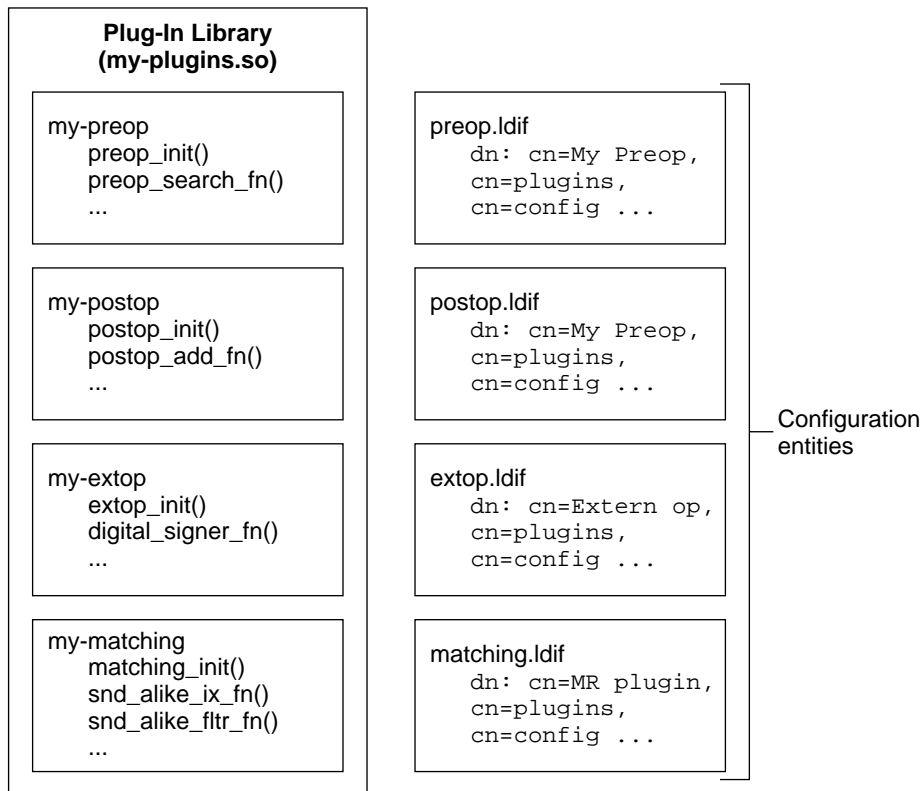 Plug-In Library
(my-plugins.so)
my-preop
preop_init()
preop_search_fn()
...
preop.ldif
dn: cn=My Preop,
cn=plugins,
cn=config ...
my-postop
postop_init()
postop_add_fn()
...
postop.ldif
dn: cn=My Preop,
cn=plugins,
cn=config ...
my-extop
extop_init()
digital_signer_fn()
...
extop.ldif
dn: cn=Extern op,
cn=plugins,
cn=config ...
my-matching
matching_init()
snd_alike_ix_fn()
snd_alike_fltr_fn()
...
matching.ldif
dn: cn=MR plugin,
cn=plugins,
cn=config ...
Configuration
entities